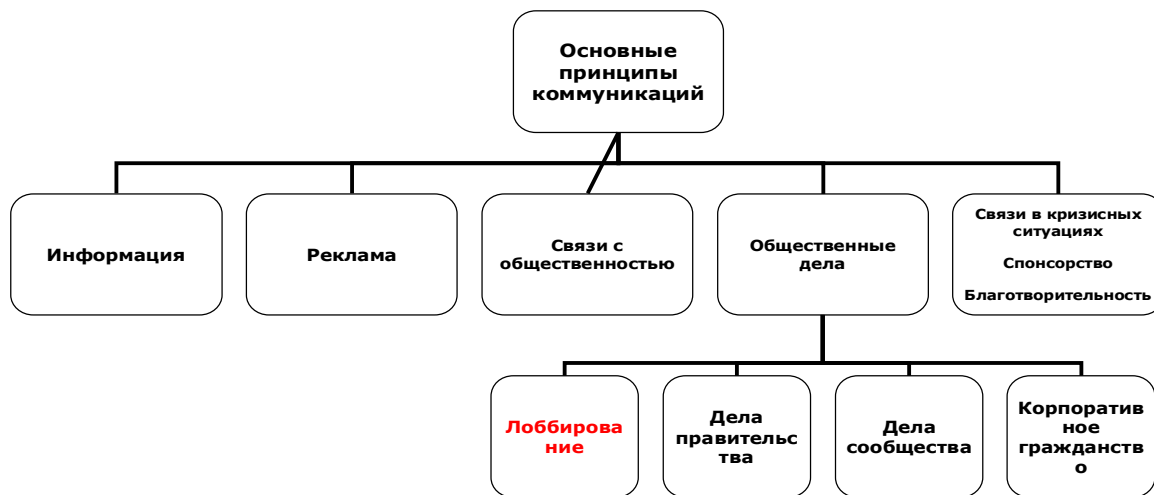 Основные
принципы
коммуникаций
Информация
Реклама
Связи с
общественностью
Общественные
дела
Связи в кризисных
ситуациях
Спонсорство
Благотворительность
Лоббирова
ние
Дела
правительс
тва
Дела
сообщества
Корпоратив
ное
гражданств
о